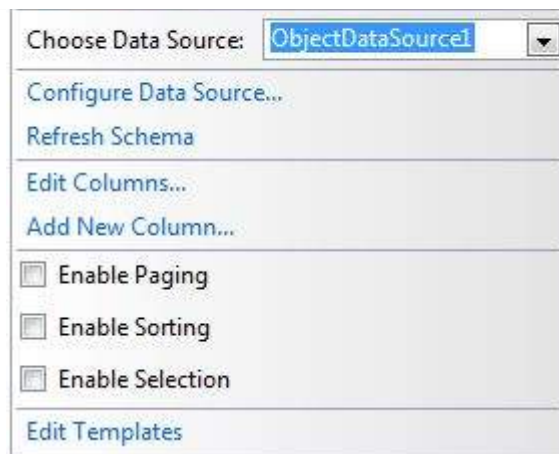 Choose Data Source: ObjectDataSource1
Configure Data Source...
Refresh Schema
Edit Columns...
Add New Column...
Enable Paging
Enable Sorting
Enable Selection
Edit Templates